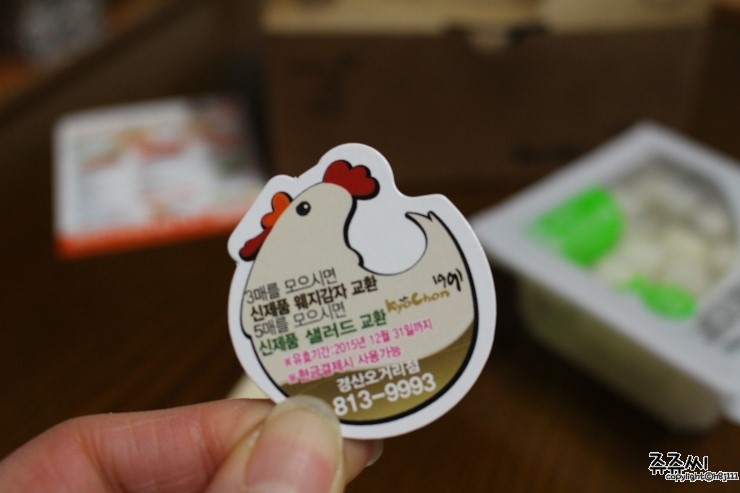 3매를 모으시면
신제품 웨지감자 교환
5매를 모으시면 KyoChon
신제품 샐러드 교환
※유효기간:2015년 12월 31일까지
※현금결제시 사용가능
경산오거리점
813-9993
쥬쥬씨